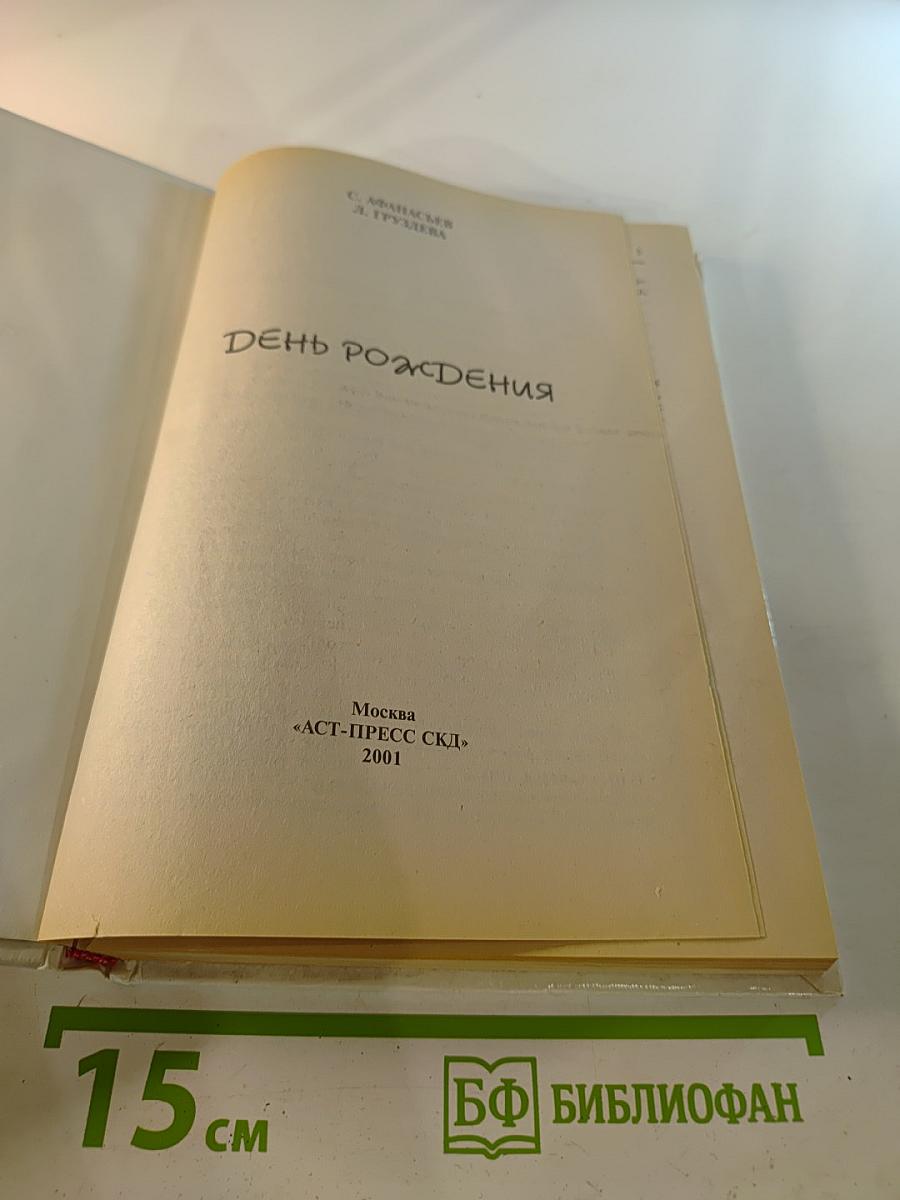 С. АФАНАСЬЕВ
Л. ГРУЗДЕВА
ДЕНЬ РОЖДЕНИЯ
Москва
«АСТ-ПРЕСС СКД»
2001
15 см
БФ БИБЛИОФАН